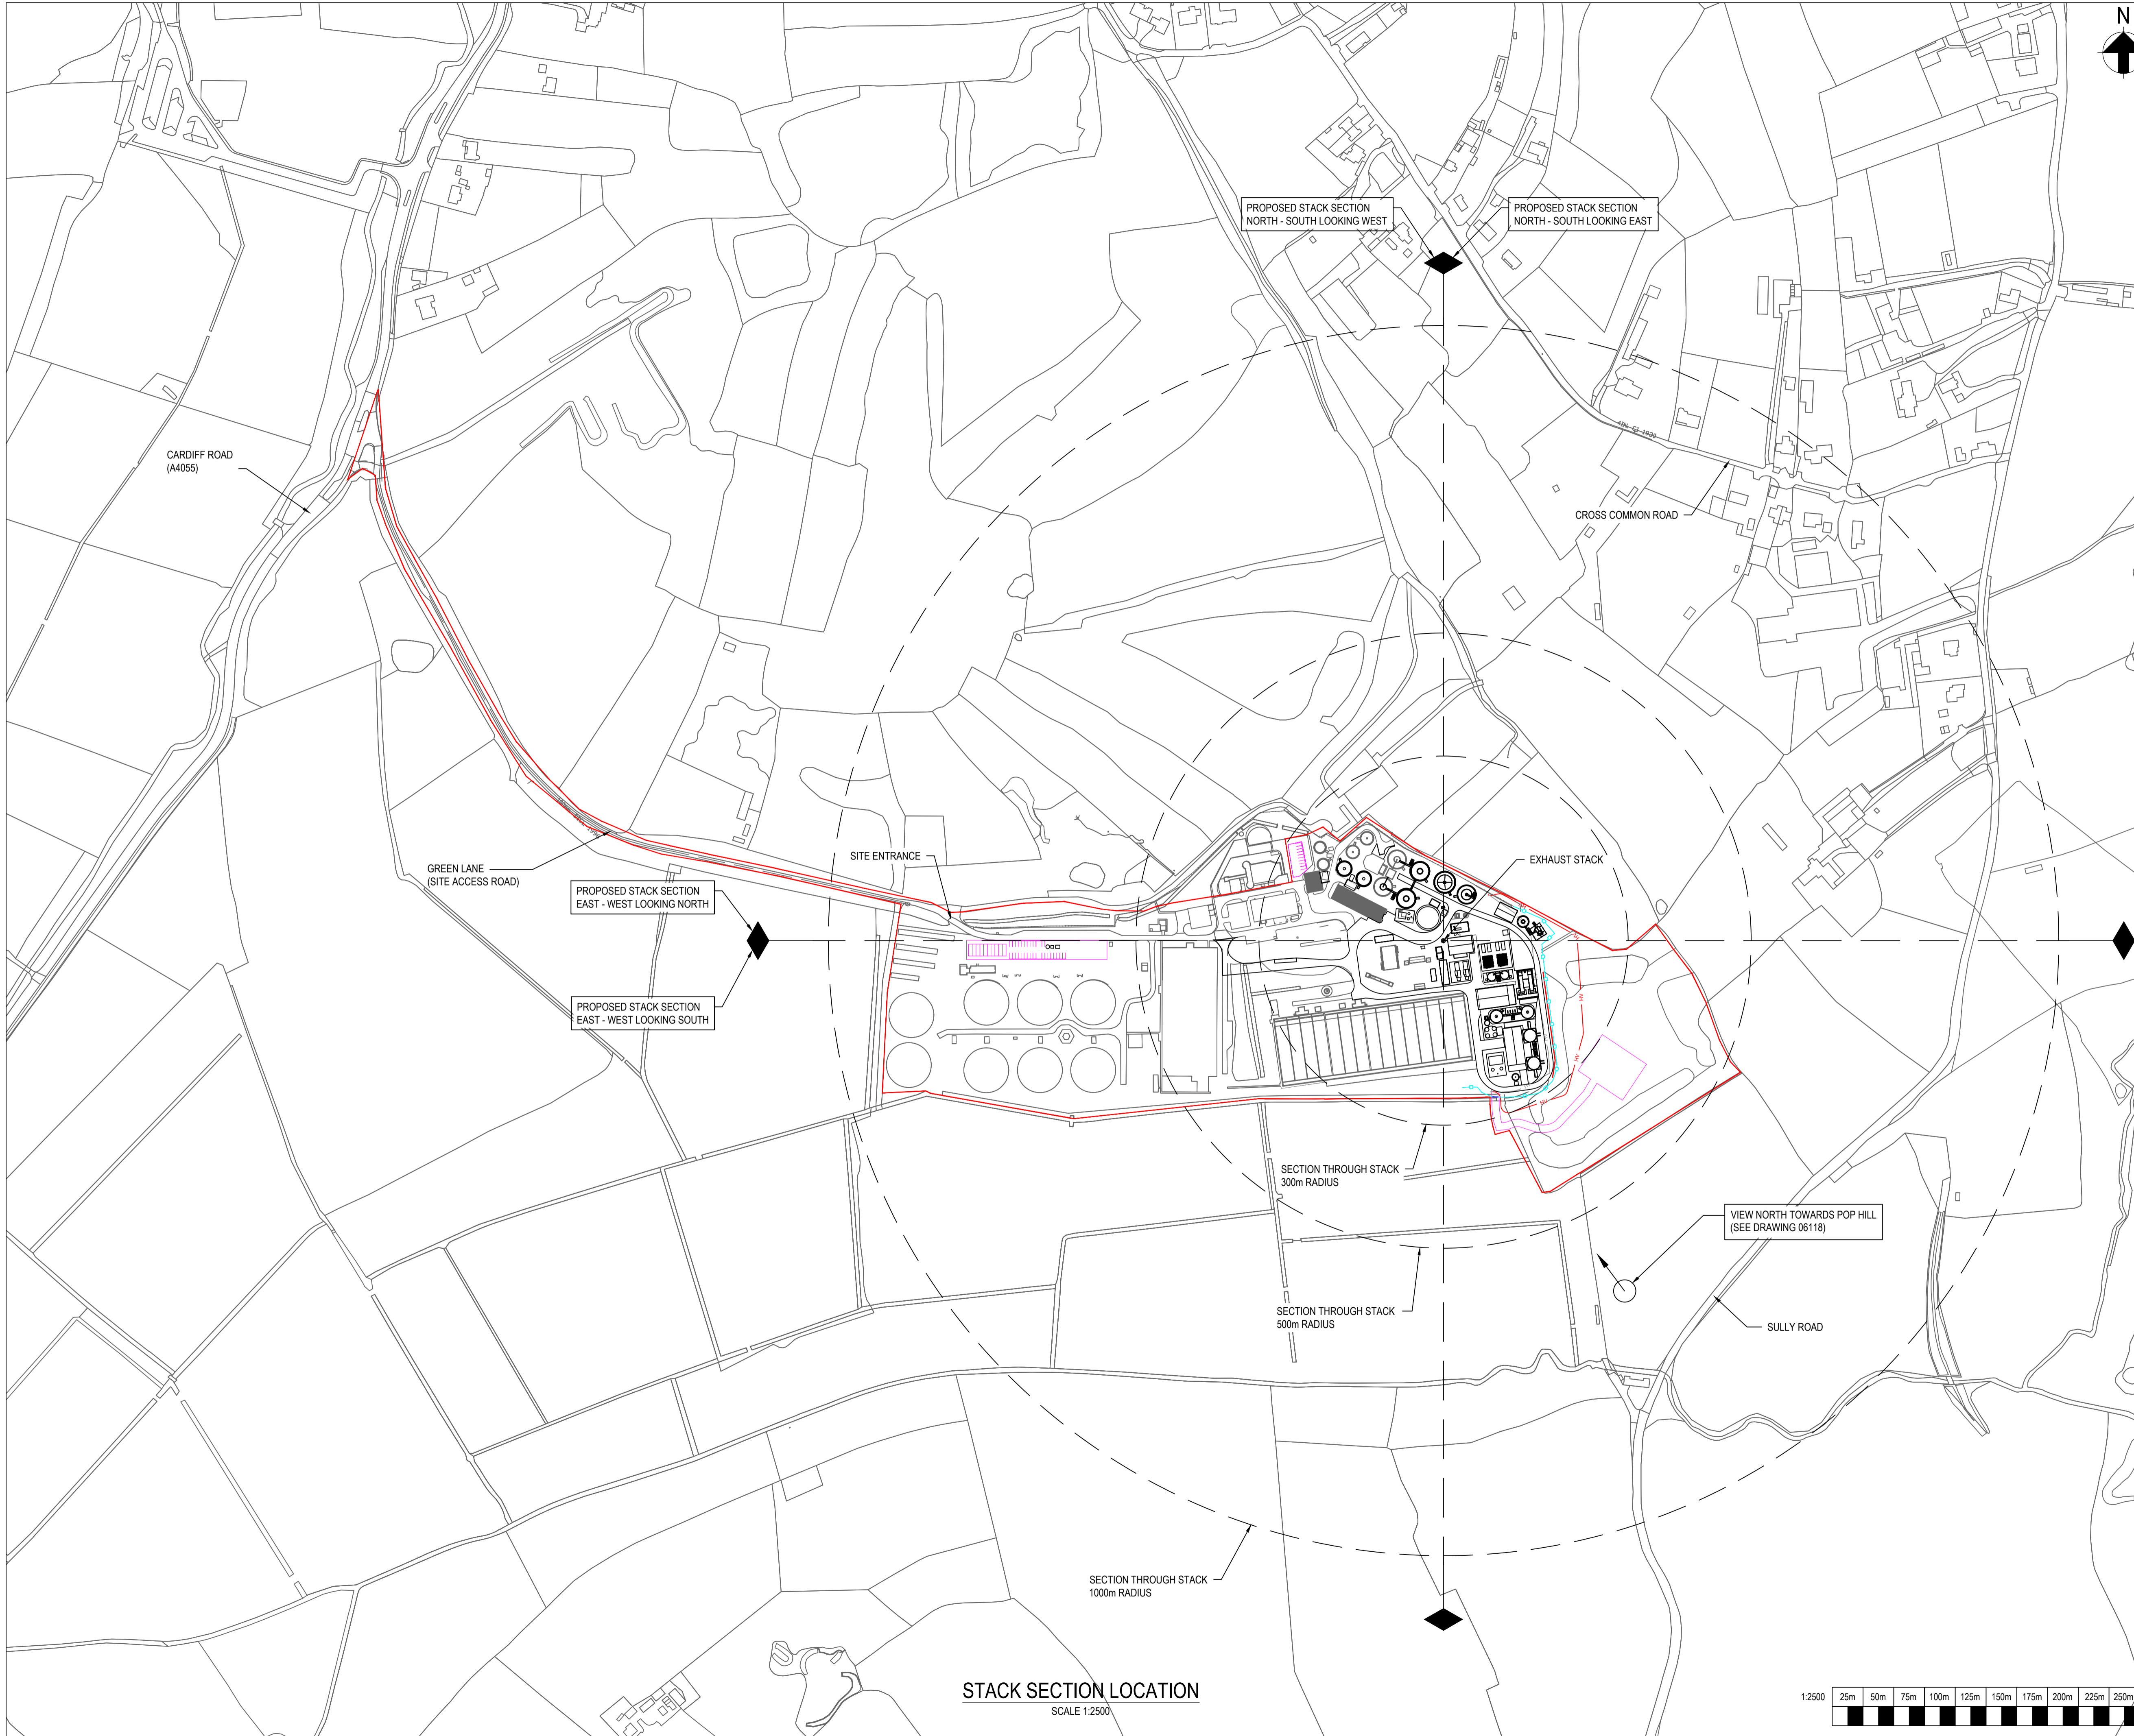 N
PROPOSED STACK SECTION
NORTH - SOUTH LOOKING WEST
PROPOSED STACK SECTION
NORTH - OUTH LOOKING EAST
CARDIFF ROAD
(A4055)
CROSS COMMON ROAD
SITE ENTRANCE
EXHAUST STACK
GREEN LANE
(SITE ACCESS ROAD)
PROPOSED STACK SECTION
EAST - WEST LOOKING NORTH
PROPOSED STACK SECTION
EAST - WEST LOOKING SOUTH
HV
HV
HV
SECTION THROUGH STACK
300m RADIUS
VIEW NORTH TOWARDS POP HILL
(SEE DRAWING 06118)
SECTION THROUGH STACK
500m RADIUS
SULLY ROAD
SECTION THROUGH STACK
1000m RADIUS
STACK SECTION LOCATION
SCALE 1:2500
1:2500 25m 50m 75m 100m 125m 150m 175m 200m 225m 250m